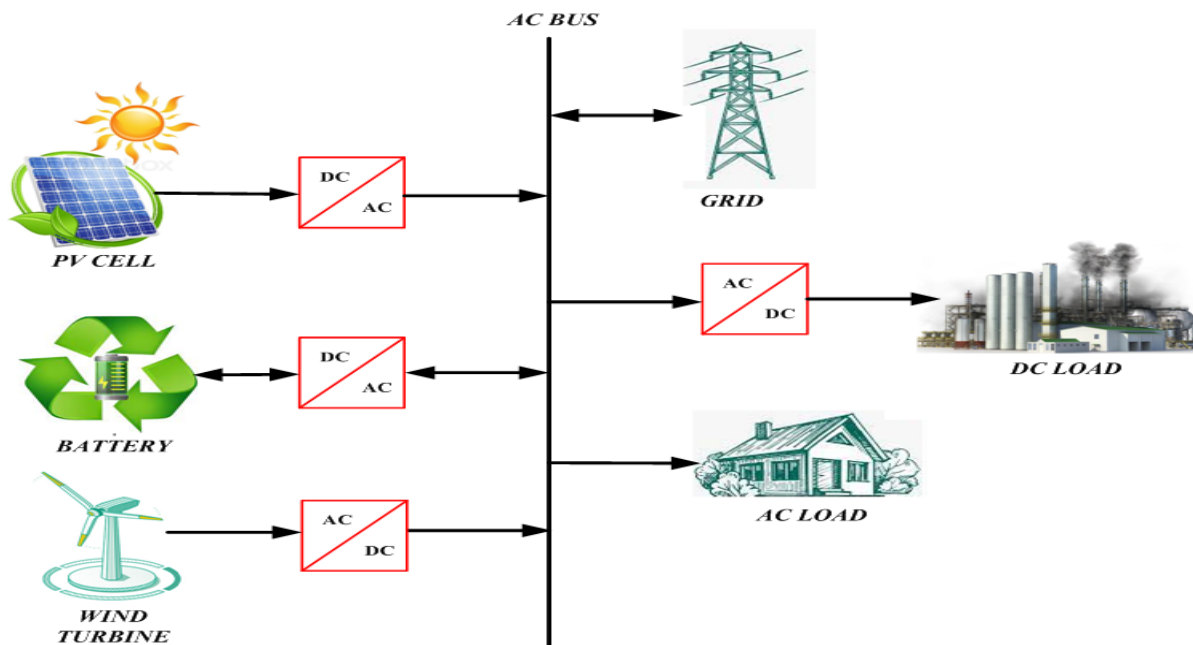 AC BUS
GRID
DC
AC
PV CELL
AC
DC
DC LOAD
DC
AC
BATTERY
AC LOAD
AC
DC
WIND
TURBINE